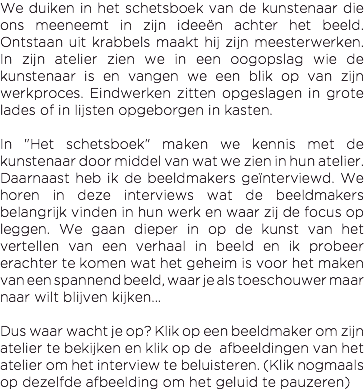 We duiken in het schetsboek van de kunstenaar die
ons meeneemt in zijn ideeën achter het beeld.
Ontstaan uit krabbels maakt hij zijn meesterwerken.
In zijn atelier zien we in een oogopslag wie de
kunstenaar is en vangen we een blik op van zijn
werkproces. Eindwerken zitten opgeslagen in grote
lades of in lijsten opgeborgen in kasten.

In "Het schetsboek" maken we kennis met de
kunstenaar door middel van wat we zien in hun atelier.
Daarnaast heb ik de beeldmakers geïnterviewd. We
horen in deze interviews wat de beeldmakers
belangrijk vinden in hun werk en waar zij de focus op
leggen. We gaan dieper in op de kunst van het
vertellen van een verhaal in beeld en ik probeer
erachter te komen wat het geheim is voor het maken
van een spannend beeld, waar je als toeschouwer maar
naar wilt blijven kijken...

Dus waar wacht je op? Klik op een beeldmaker om zijn
atelier te bekijken en klik op de afbeeldingen van het
atelier om het interview te beluisteren. (Klik nogmaals
op dezelfde afbeelding om het geluid te pauzeren)